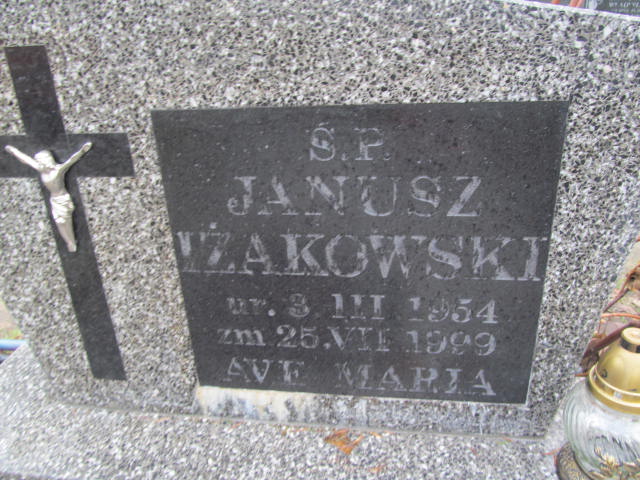 Ś.P.
JANUSZ
IŻAKOWSKI
ur. 3 III 1954
zm. 25.VII 1999
AVE MARIA